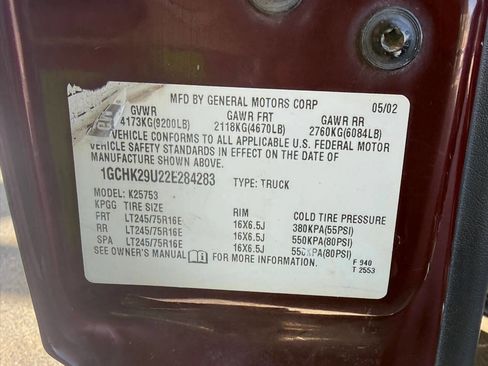 MFD BY GENERAL MOTORS CORP 05/02
GVWR GAWR FRT GAWR RR
4173KG(9200LB) 2118KG(4670LB) 2760KG(6084LB)
VEHICLE CONFORMS TO ALL APPLICABLE U.S. FEDERAL MOTOR
VEHICLE SAFETY STANDARDS IN EFFECT ON THE DATE OF
MANUFACTURE SHOWN ABOVE.
1GCHK29U22E284283 TYPE: TRUCK
MODEL: K25753
KPGG TIRE SIZE RIM COLD TIRE PRESSURE
FRT LT245/75R16E 16X6.5J 380KPA(55PSI)
RR LT245/75R16E 16X6.5J 550KPA(80PSI)
SPA LT245/75R16E 16X6.5J 550KPA(80PSI)
SEE OWNER'S MANUAL FOR MORE INFORMATION.
F 940
T 2553